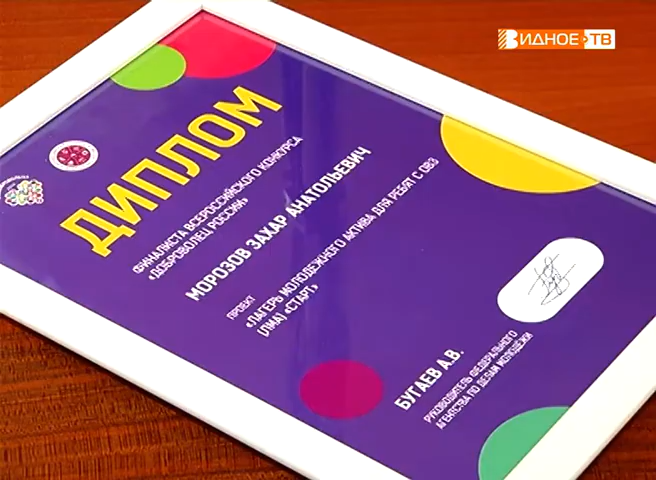 ВИДНОЕ ТВ
ДИПЛОМ
ФИНАЛИСТА ВСЕРОССИЙСКОГО КОНКУРСА
«ДОБРОВОЛЕЦ РОССИИ»
МОРОЗОВ ЗАХАР АНАТОЛЬЕВИЧ
ПРОЕКТ
«ЛАГЕРЬ МОЛОДЕЖНОГО АКТИВА ДЛЯ РЕБЯТ С ОВЗ
(ЛМА) «СТАРТ»
БУГАЕВ А.В.
РУКОВОДИТЕЛЬ ФЕДЕРАЛЬНОГО
АГЕНТСТВА ПО ДЕЛАМ МОЛОДЕЖИ